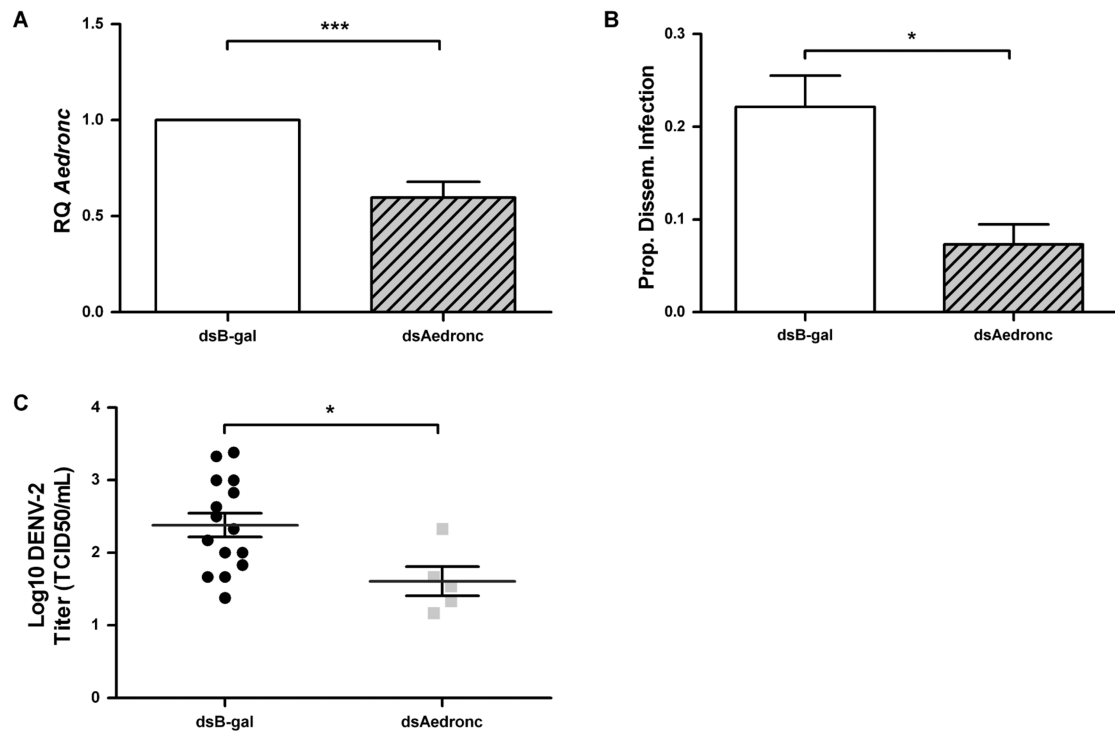 A
RQ Aedronc
1.5
1.0
0.5
0.0
***
dsB-gal
dsAedronc
B
Prop. Dissem. Infection
0.3
0.2
0.1
0.0
*
dsB-gal
dsAedronc
C
Log10 DENV-2
Titer (TCID50/mL)
4
3
2
1
0
*
dsB-gal
dsAedronc